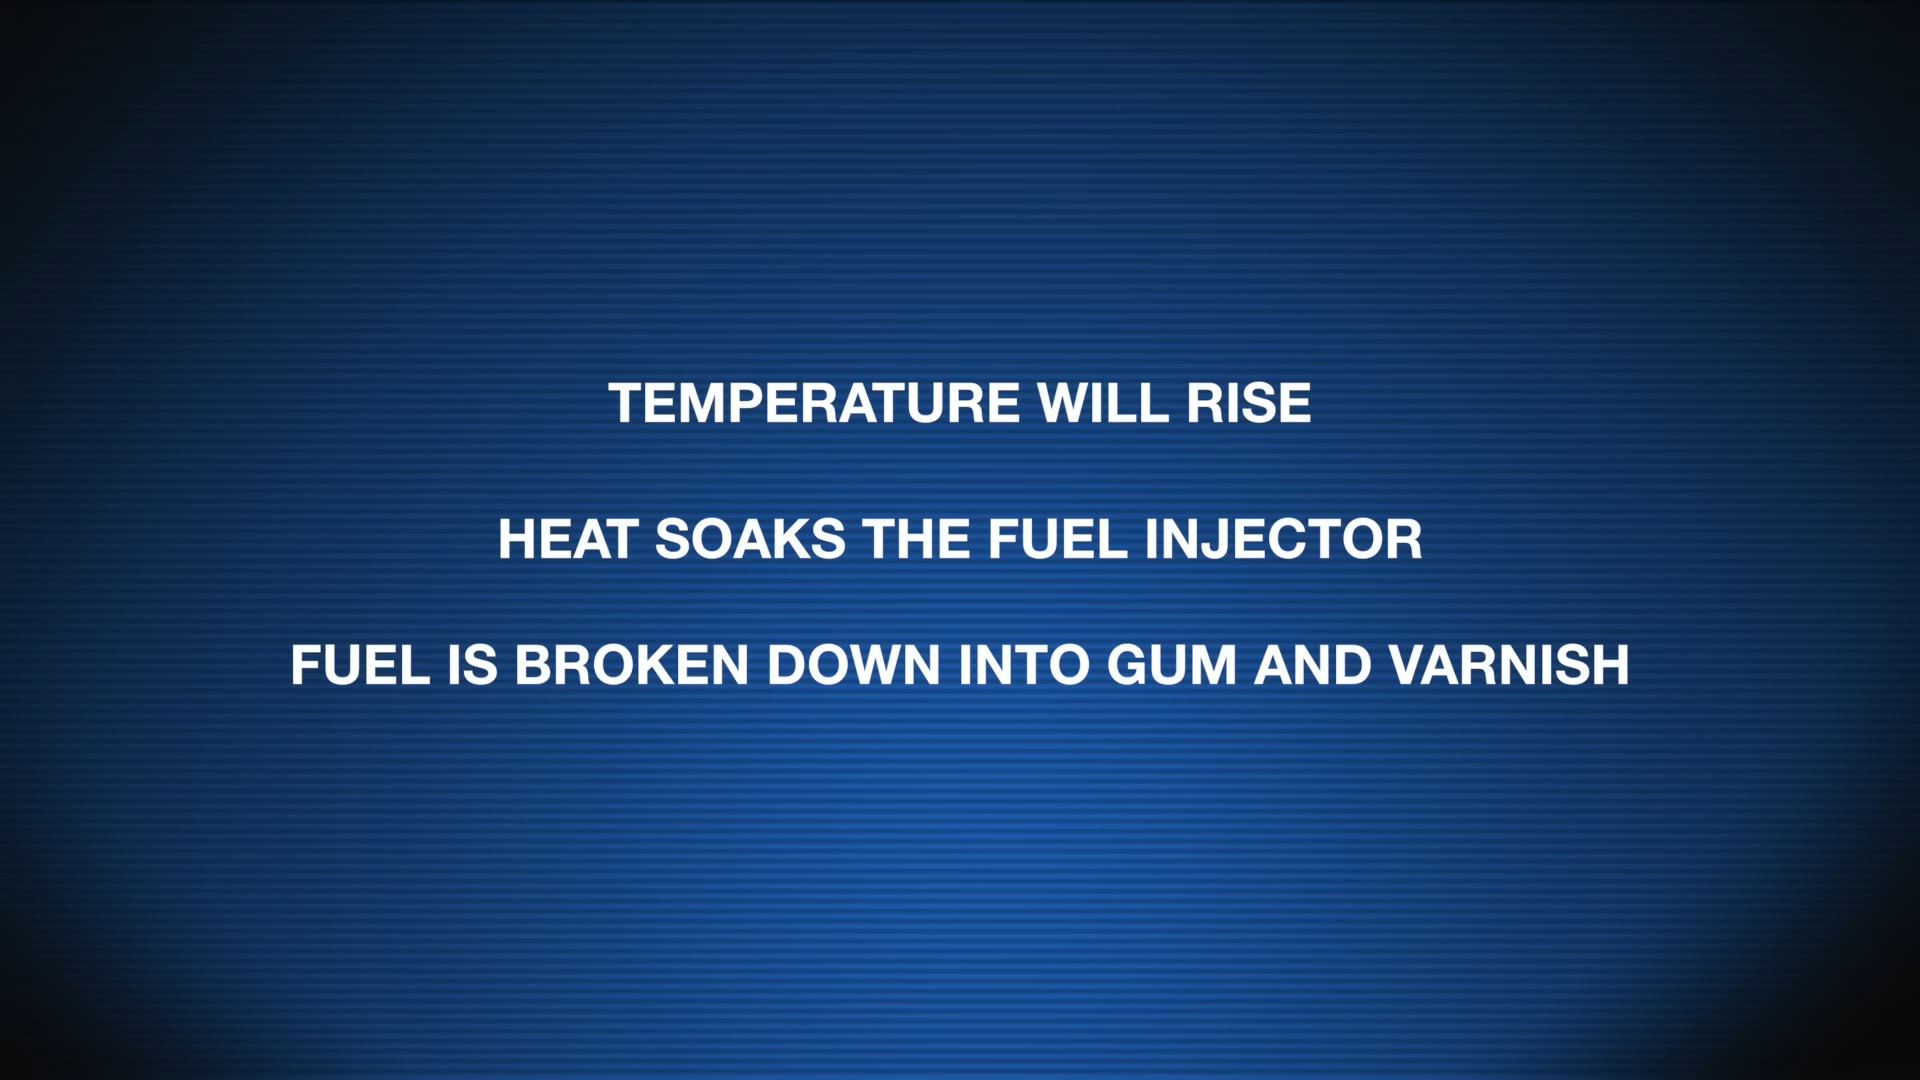 TEMPERATURE WILL RISE
HEAT SOAKS THE FUEL INJECTOR
FUEL IS BROKEN DOWN INTO GUM AND VARNISH